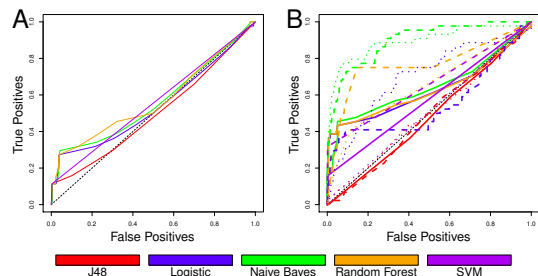 A
B
True Positives
1.0
0.8
0.6
0.4
0.2
0.0
0.0 0.2 0.4 0.6 0.8 1.0
False Positives
True Positives
1.0
0.8
0.6
0.4
0.2
0.0
0.0 0.2 0.4 0.6 0.8 1.0
False Positives
J48 Logistic Naive Bayes Random Forest SVM